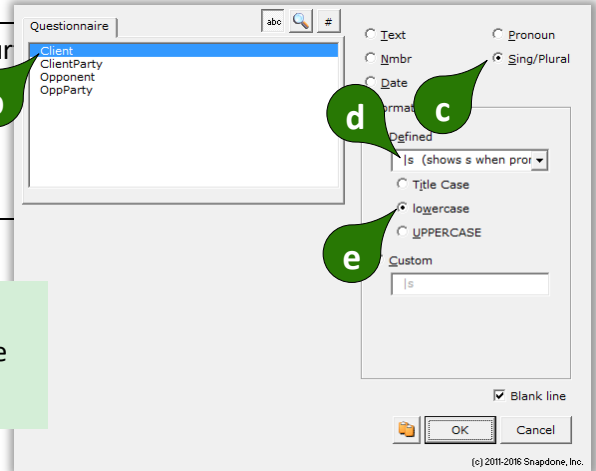 Questionnaire
abc
#
Client
ClientParty
Opponent
OppParty
Text
Pronoun
Nmbr
Sing/Plural
Date
c
d
Defined
|s (shows s when pror
Title Case
lowercase
UPPERCASE
e
Custom
|s
Blank line
OK
Cancel
(c) 2011-2016 Snapdone, Inc.